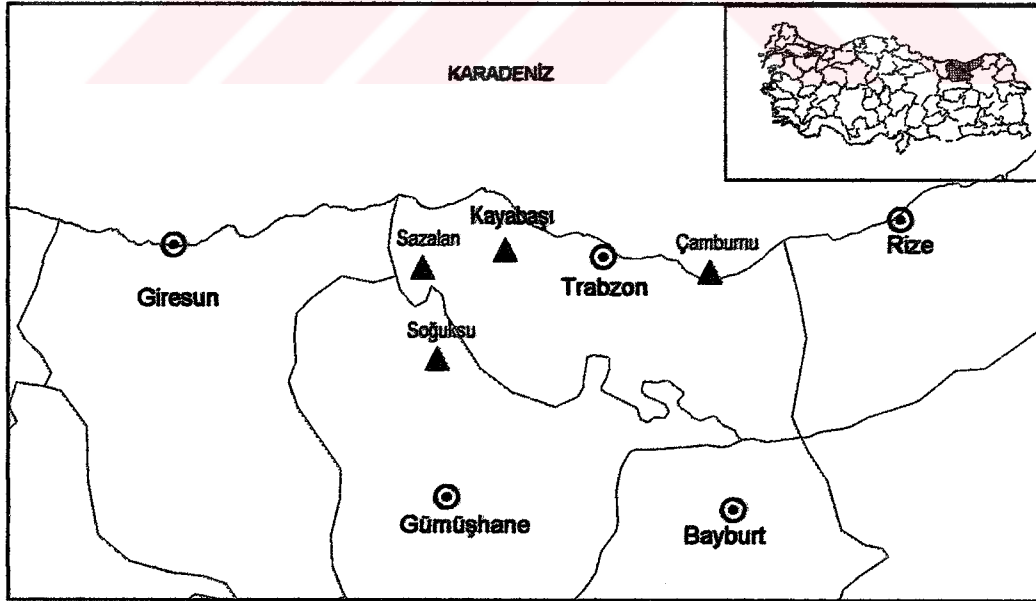 KARADENİZ
Kayabaşı
Sazalan
Çamburnu
Rize
Trabzon
Giresun
Soğuksu
Gümüşhane
Bayburt